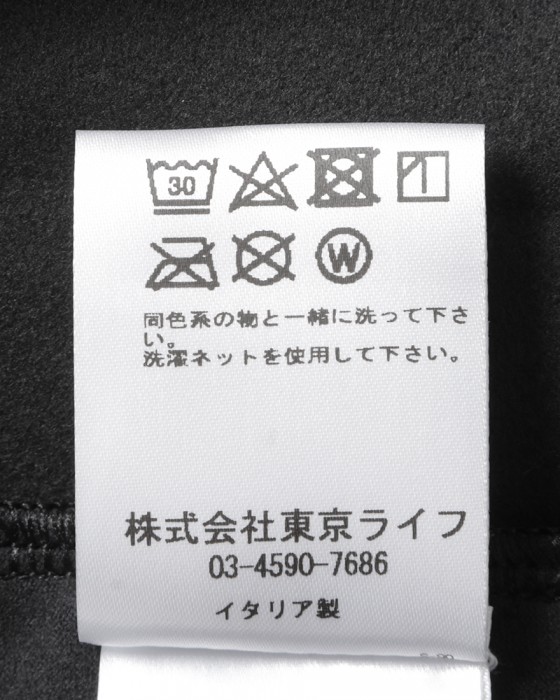 30
W
同色系の物と一緒に洗って下さ
い。
洗濯ネットを使用して下さい。
株式会社東京ライフ
03-4590-7686
イタリア製